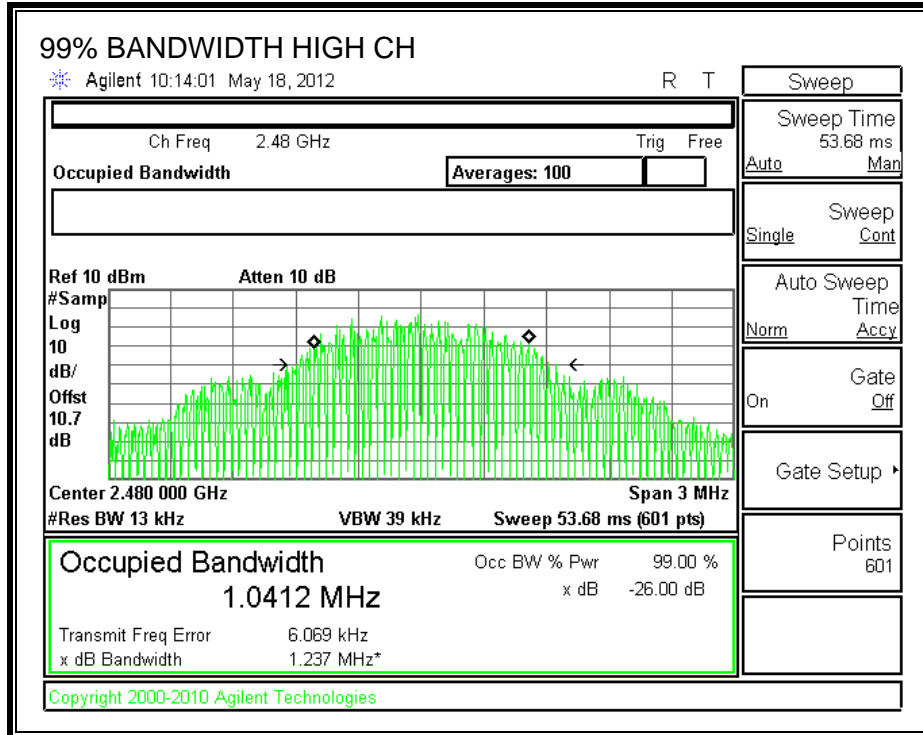 99% BANDWIDTH HIGH CH
Agilent 10:14:01 May 18, 2012 R T
Ch Freq 2.48 GHz Trig Free
Occupied Bandwidth Averages: 100
Ref 10 dBm Atten 10 dB
#Samp
Log
10
dB/
Offst
10.7
dB
Center 2.480 000 GHz Span 3 MHz
#Res BW 13 kHz VBW 39 kHz Sweep 53.68 ms (601 pts)
Occupied Bandwidth Occ BW % Pwr 99.00 %
1.0412 MHz x dB -26.00 dB
Transmit Freq Error 6.069 kHz
x dB Bandwidth 1.237 MHz*
Copyright 2000-2010 Agilent Technologies
Sweep
Sweep Time
53.68 ms
Auto Man
Sweep
Single Cont
Auto Sweep
Time
Norm Accy
Gate
On Off
Gate Setup
Points
601